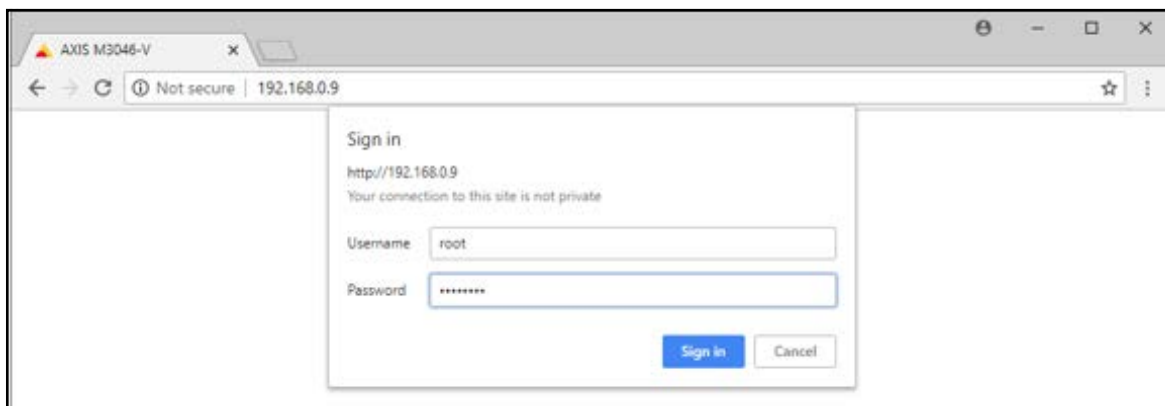 AXIS M3046-V
Not secure | 192.168.0.9
Sign in
http://192.168.0.9
Your connection to this site is not private
Username root
Password ••••••••
Sign in Cancel